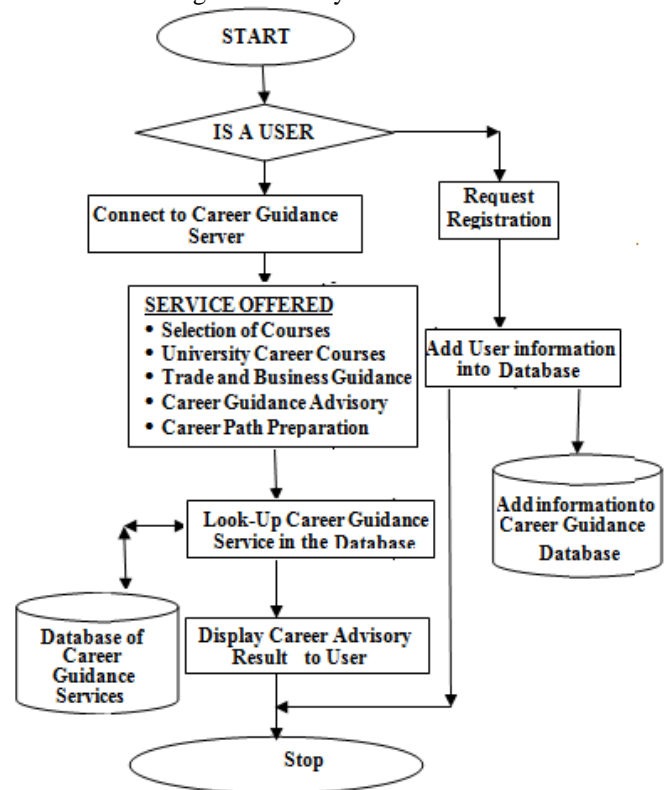 START
IS A USER
Connect to Career Guidance
Server
Request
Registration
SERVICE OFFERED
• Selection of Courses
• University Career Courses
• Trade and Business Guidance
• Career Guidance Advisory
• Career Path Preparation
Add User information
into Database
Look-Up Career Guidance
Service in the Database
Add information to
Career Guidance
Database
Database of
Career
Guidance
Services
Display Career Advisory
Result to User
Stop